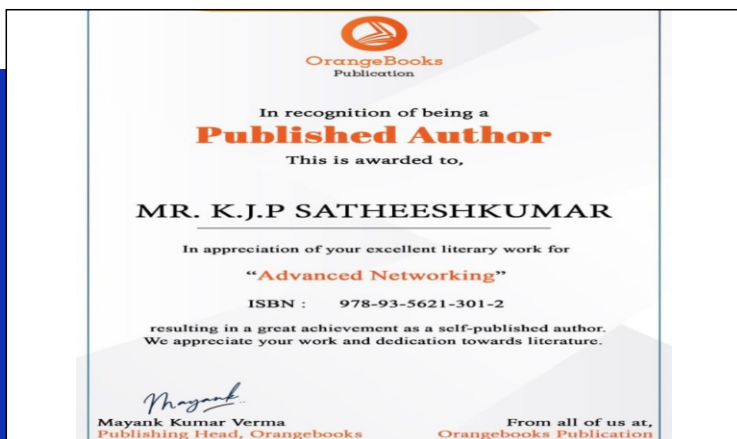 OrangeBooks
Publication
In recognition of being a
Published Author
This is awarded to,
MR. K.J.P SATHEESHKUMAR
In appreciation of your excellent literary work for
“Advanced Networking”
ISBN : 978-93-5621-301-2
resulting in a great achievement as a self-published author.
We appreciate your work and dedication towards literature.
Mayank
Mayank Kumar Verma
Publishing Head, Orangebooks
From all of us at,
Orangebooks Publication